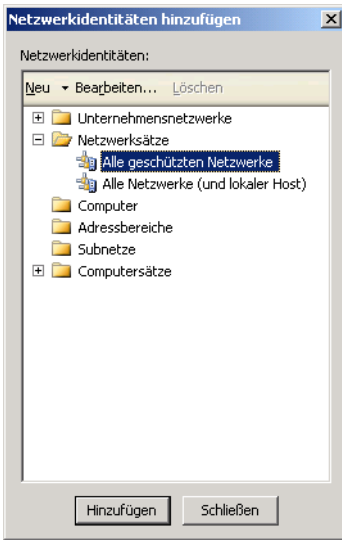 Netzwerkidentitäten hinzufügen
Netzwerkidentitäten:
Neu Bearbeiten... Löschen
Unternehmensnetzwerke
Netzwerksätze
Alle geschützten Netzwerke
Alle Netzwerke (und lokaler Host)
Computer
Adressbereiche
Subnetze
Computersätze
Hinzufügen Schließen